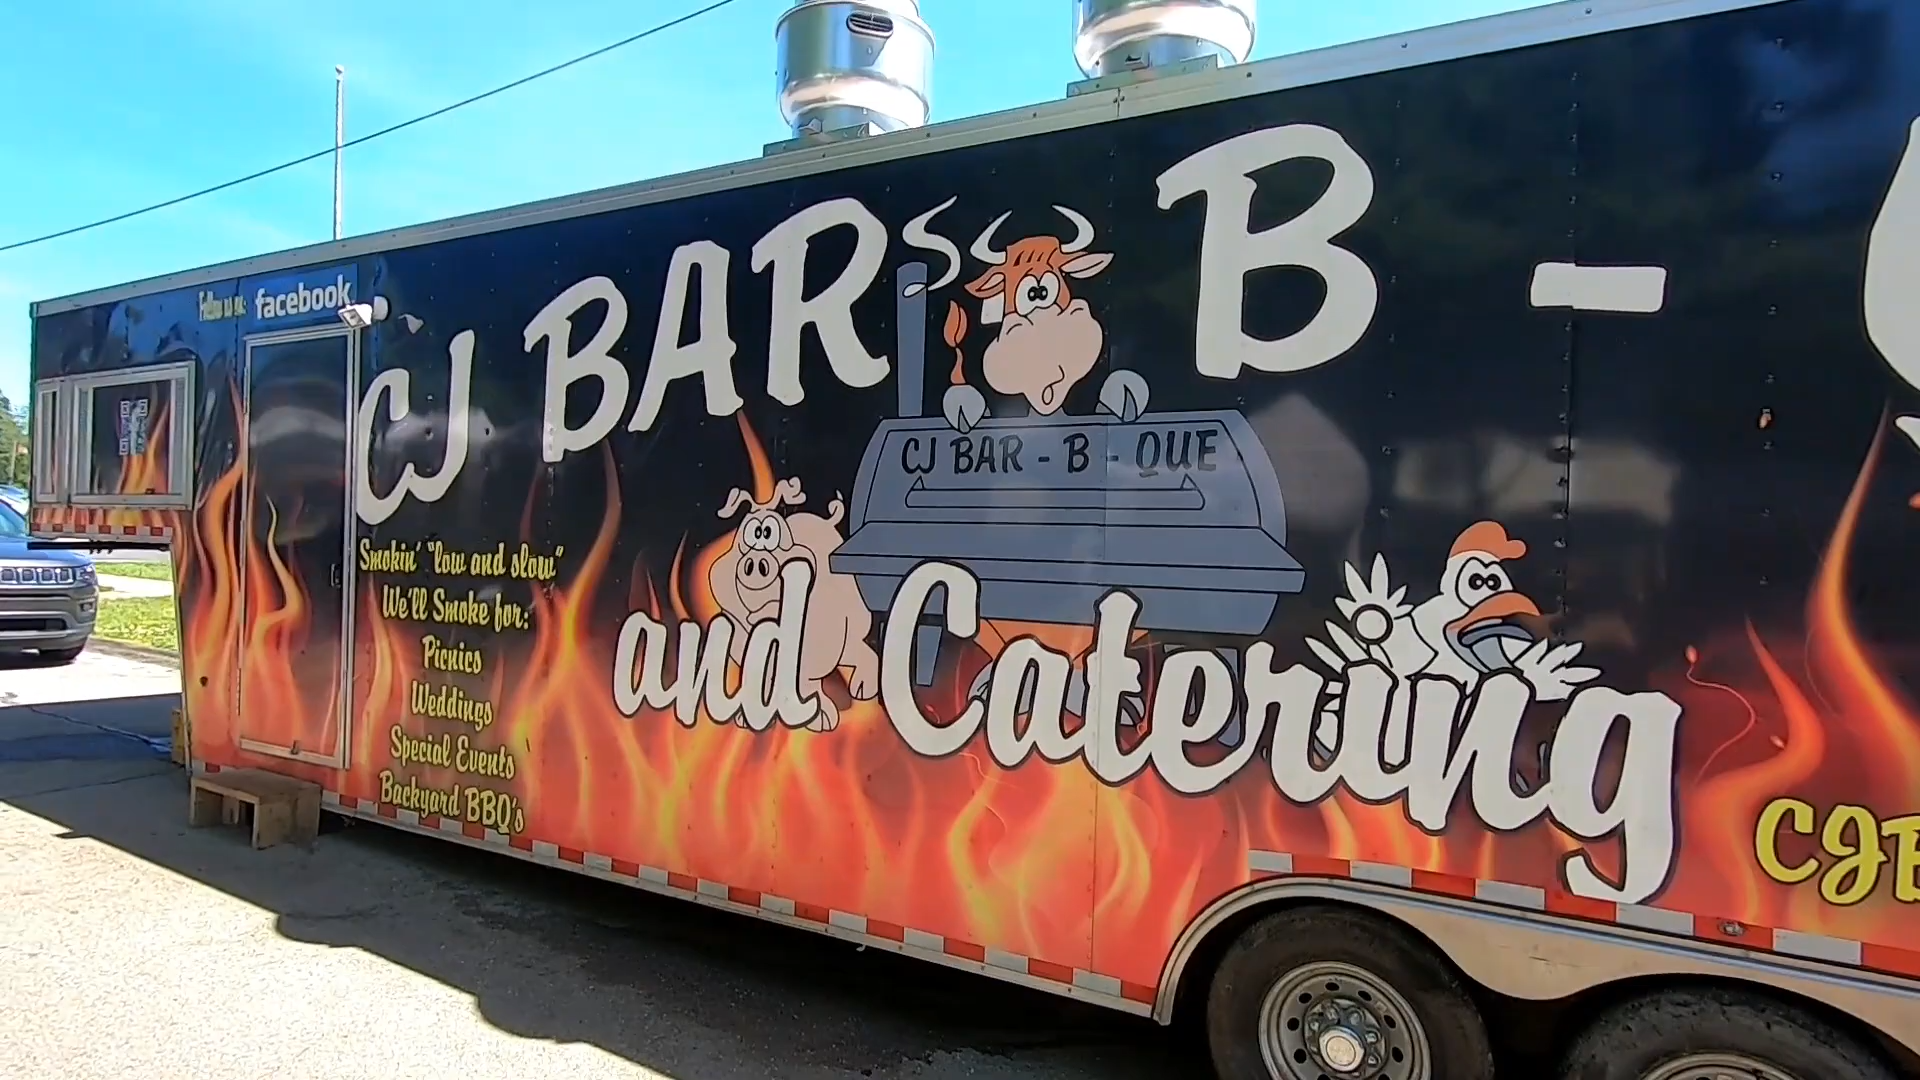 Follow us on: facebook
CJ BAR B -
CJ BAR - B - QUE
and Catering
Smokin' "low and slow"
We'll Smoke for:
Picnics
Weddings
Special Events
Backyard BBQ's